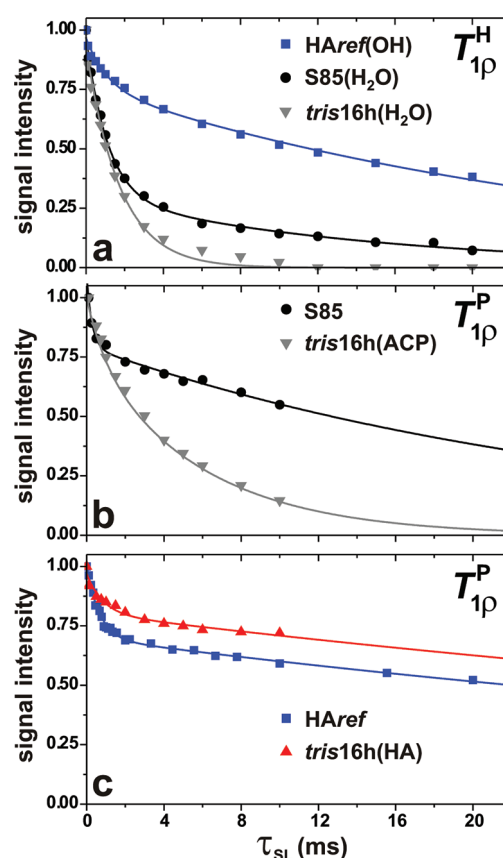 1.00
0.75
0.50
0.25
0.00
signal intensity
HAref(OH)
S85(H₂O)
tris16h(H₂O)
T₁ρᴴ
a
1.00
0.75
0.50
0.25
0.00
signal intensity
S85
tris16h(ACP)
T₁ρᴾ
b
1.00
0.75
0.50
0.25
0.00
signal intensity
HAref
tris16h(HA)
T₁ρᴾ
c
0 4 8 12 16 20
τSL (ms)